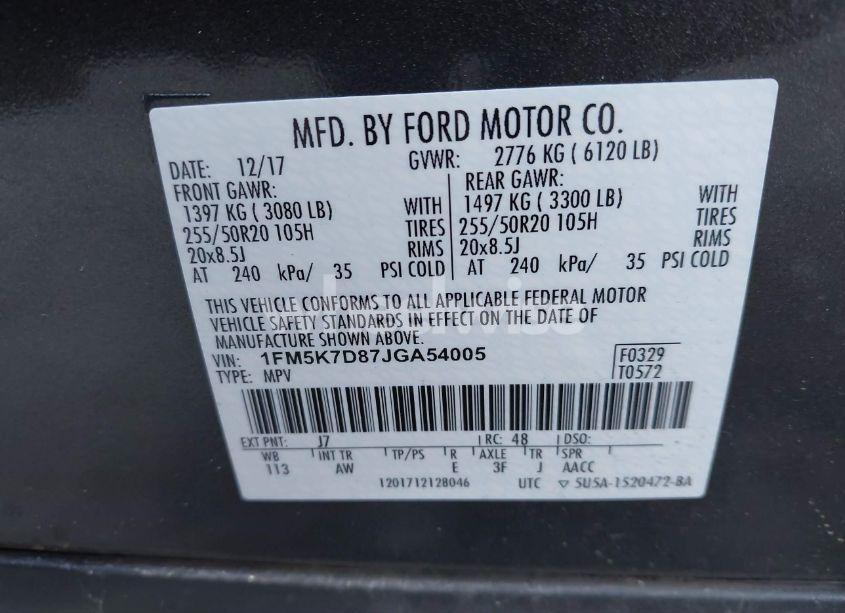 MFD. BY FORD MOTOR CO.
DATE: 12/17 GVWR: 2776 KG ( 6120 LB)
FRONT GAWR: REAR GAWR:
1397 KG ( 3080 LB) WITH 1497 KG ( 3300 LB) WITH
255/50R20 105H TIRES 255/50R20 105H TIRES
20x8.5J RIMS 20x8.5J RIMS
AT 240 kPa/ 35 PSI COLD AT 240 kPa/ 35 PSI COLD
THIS VEHICLE CONFORMS TO ALL APPLICABLE FEDERAL MOTOR
VEHICLE SAFETY STANDARDS IN EFFECT ON THE DATE OF
MANUFACTURE SHOWN ABOVE.
VIN: 1FM5K7D87JGA54005 F0329
TYPE: MPV T0572
EXT PNT: J7 RC: 48 DSO:
WB INT TR TP/PS R AXLE TR SPR
113 AW E 3F J AACC
1201712128046 UTC ▽ 5U5A-1520472-BA